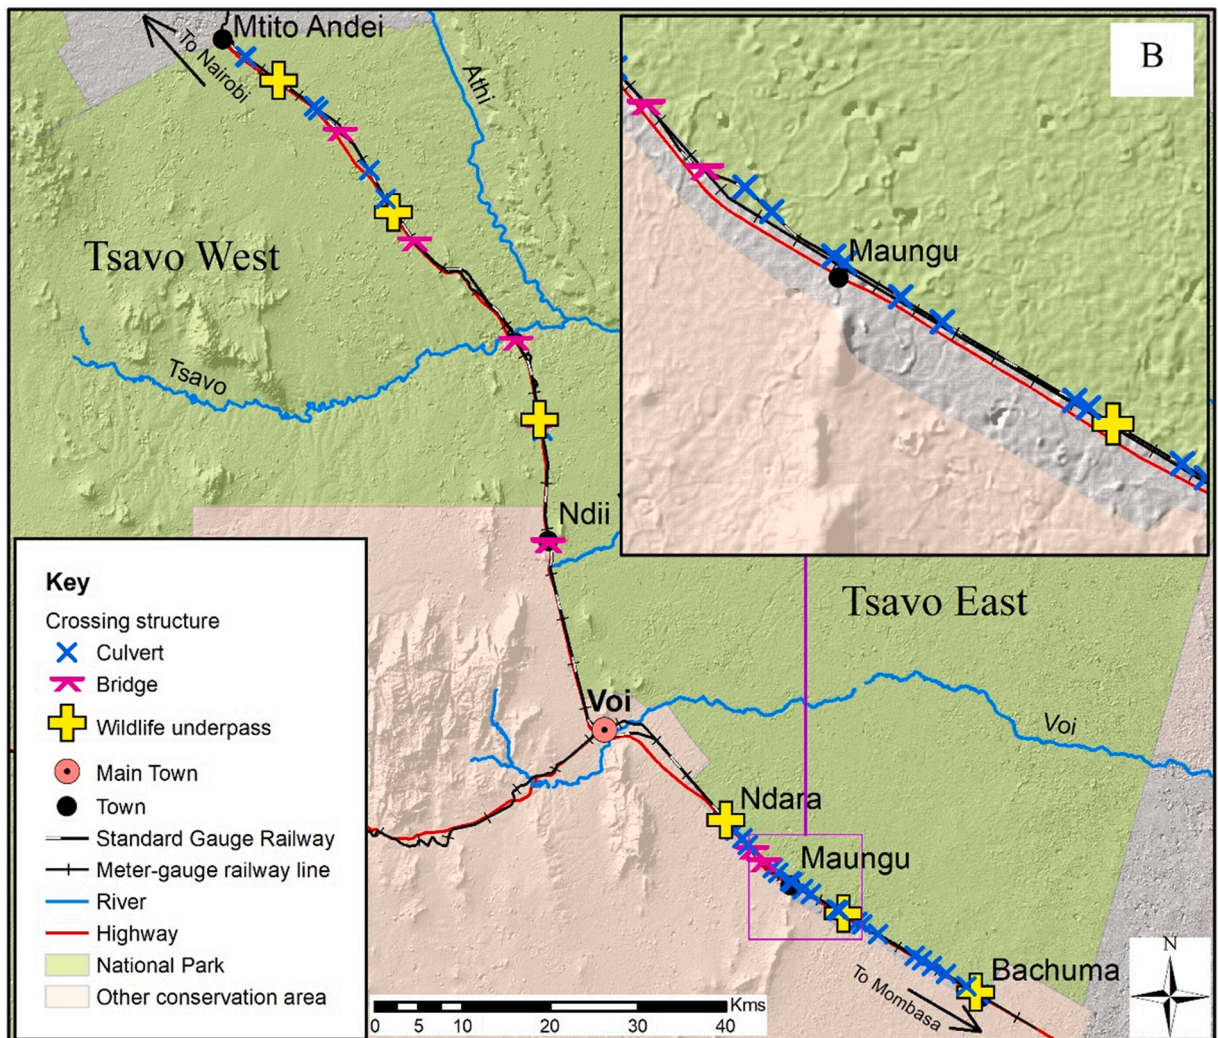 Mtito Andei
To Nairobi
Athi
B
Tsavo West
Maungu
Tsavo
Ndii
Key
Crossing structure
Culvert
Bridge
Wildlife underpass
Main Town
Town
Standard Gauge Railway
Meter-gauge railway line
River
Highway
National Park
Other conservation area
Tsavo East
Voi
Voi
Ndara
Maungu
Bachuma
To Mombasa
N
Kms
0 5 10 20 30 40